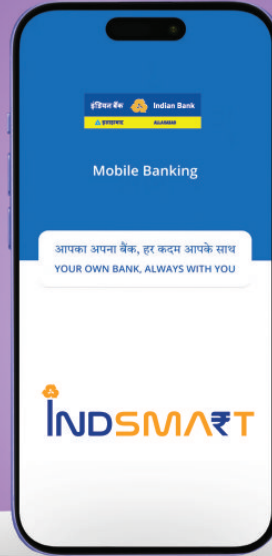 इंडियन बैंक Indian Bank
इलाहाबाद ALLAHABAD
Mobile Banking
आपका अपना बैंक, हर कदम आपके साथ
YOUR OWN BANK, ALWAYS WITH YOU
INDSMA₹T